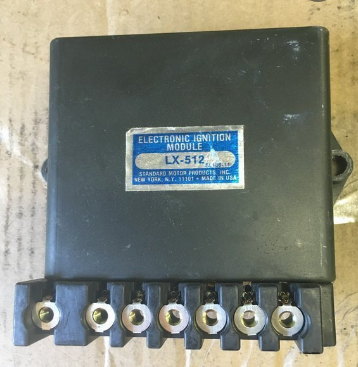 ELECTRONIC IGNITION
MODULE
LX-512
STANDARD MOTOR PRODUCTS, INC.
NEW YORK, N.Y. 11101 • MADE IN USA